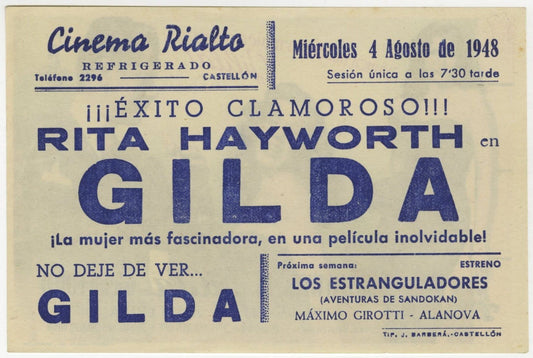 Cinema Rialto
REFRIGERADO
Teléfono 2296 CASTELLÓN
Miércoles 4 Agosto de 1948
Sesión única a las 7'30 tarde
¡¡¡ÉXITO CLAMOROSO!!!
RITA HAYWORTH en
GILDA
¡La mujer más fascinadora, en una película inolvidable!
NO DEJE DE VER...
GILDA
Próxima semana: ESTRENO
LOS ESTRANGULADORES
(AVENTURAS DE SANDOKAN)
MÁXIMO GIROTTI - ALANOVA
TIP. J. BARBERÁ.-CASTELLÓN